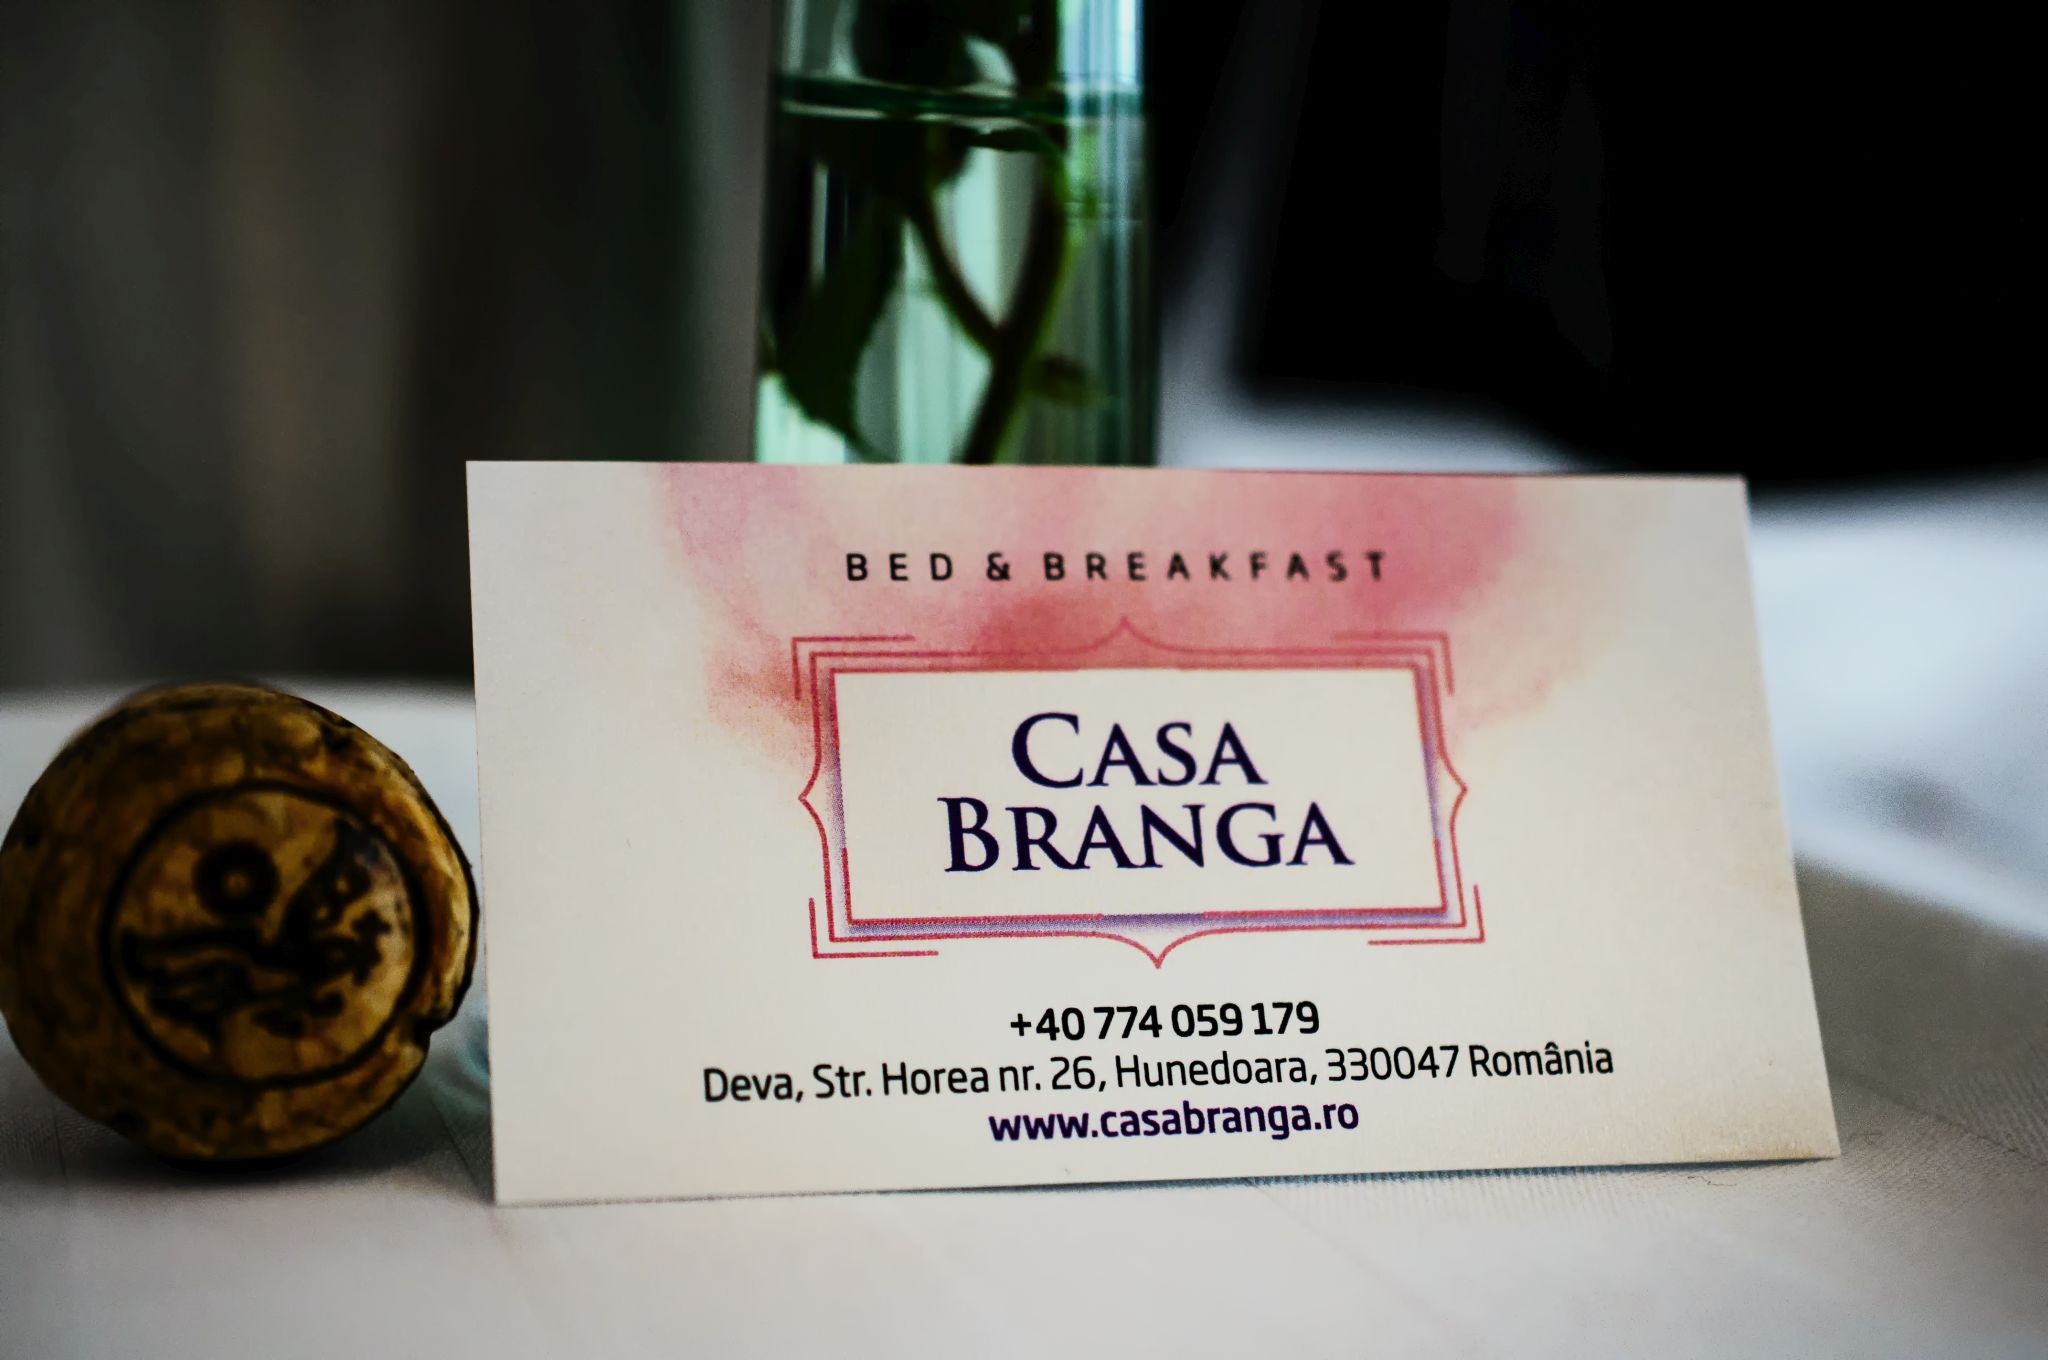 BED & BREAKFAST
CASA
BRANGA
+40 774 059 179
Deva, Str. Horea nr. 26, Hunedoara, 330047 România
www.casabranga.ro